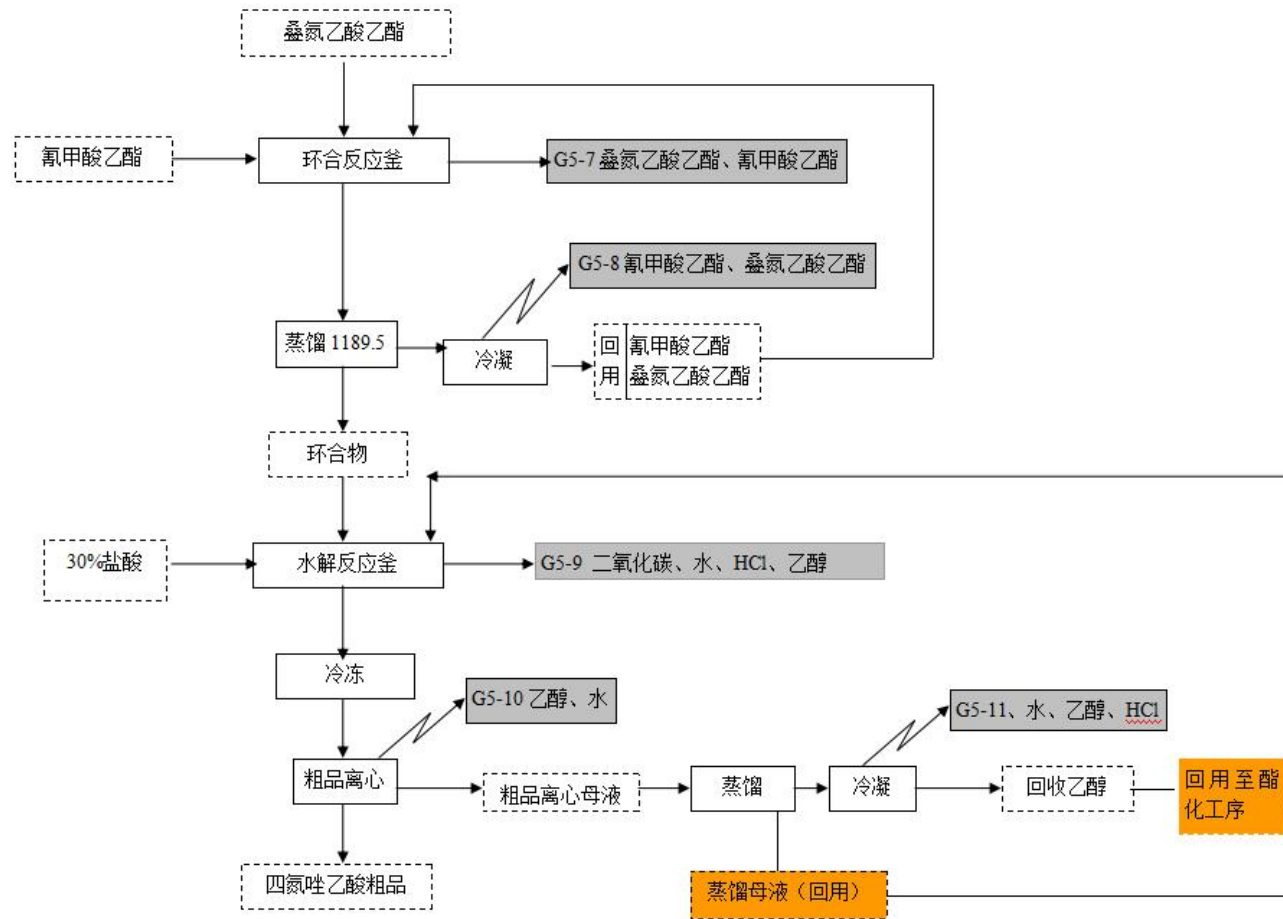 叠氮乙酸乙酯
氰甲酸乙酯
环合反应釜
G5-7 叠氮乙酸乙酯、氰甲酸乙酯
G5-8 氰甲酸乙酯、叠氮乙酸乙酯
蒸馏 1189.5
冷凝
回用
氰甲酸乙酯
叠氮乙酸乙酯
环合物
30%盐酸
水解反应釜
G5-9 二氧化碳、水、HCl、乙醇
冷冻
G5-10 乙醇、水
G5-11、水、乙醇、HCl
粗品离心
粗品离心母液
蒸馏
冷凝
回收乙醇
回用至酯
化工序
四氮唑乙酸粗品
蒸馏母液（回用）